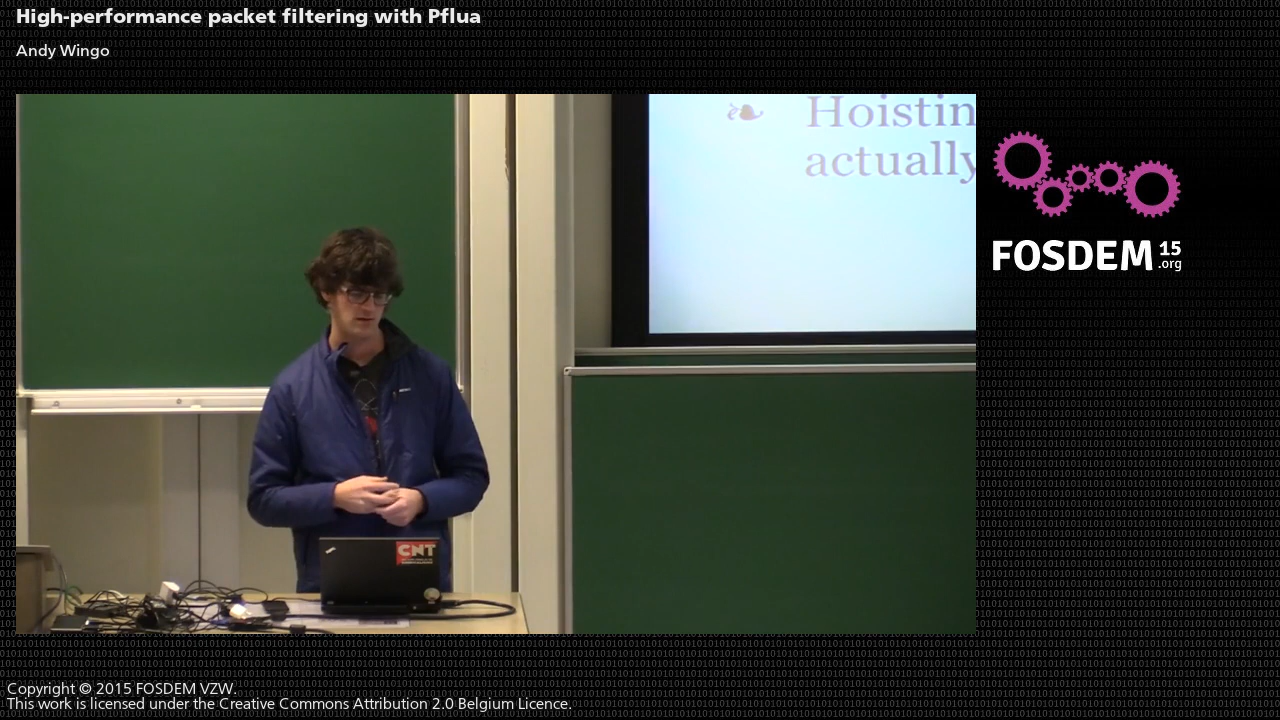 High-performance packet filtering with Pflua
Andy Wingo
Hoistin
actually
CNT
FOSDEM 15
.org
Copyright © 2015 FOSDEM VZW.
This work is licensed under the Creative Commons Attribution 2.0 Belgium Licence.